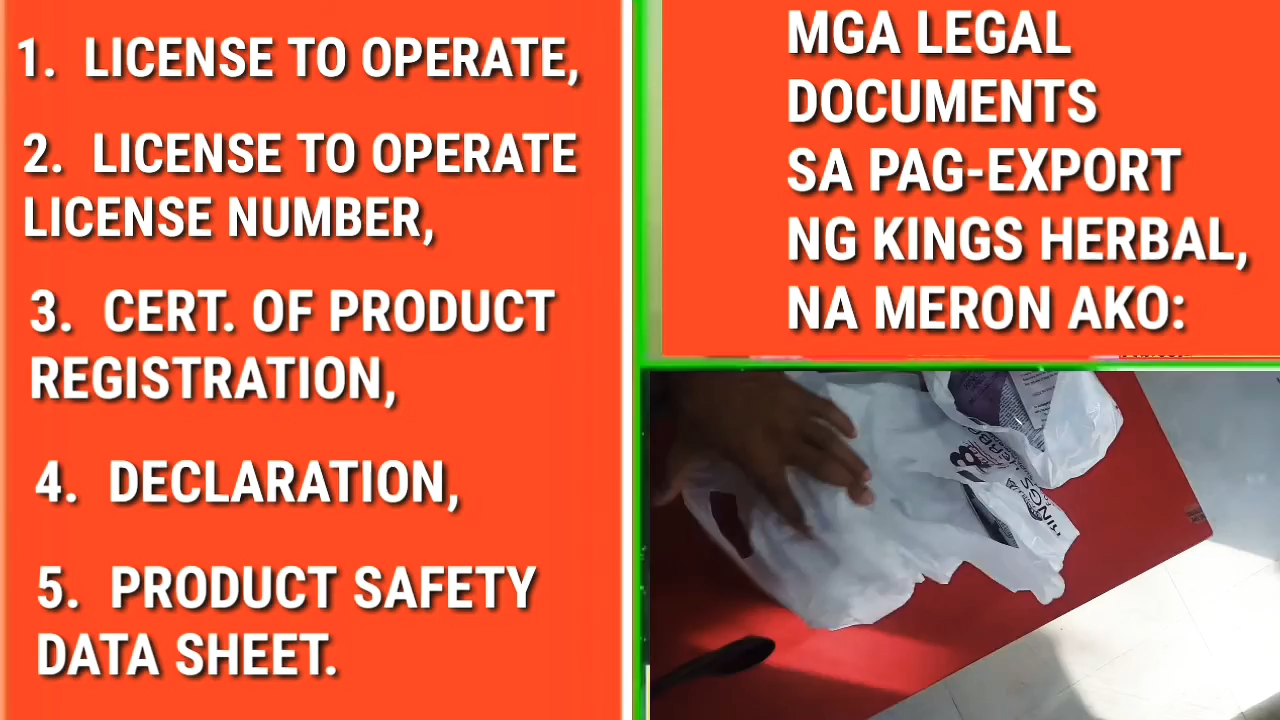 1. LICENSE TO OPERATE,
2. LICENSE TO OPERATE
LICENSE NUMBER,
3. CERT. OF PRODUCT
REGISTRATION,
4. DECLARATION,
5. PRODUCT SAFETY
DATA SHEET.
MGA LEGAL
DOCUMENTS
SA PAG-EXPORT
NG KINGS HERBAL,
NA MERON AKO:
KINGS